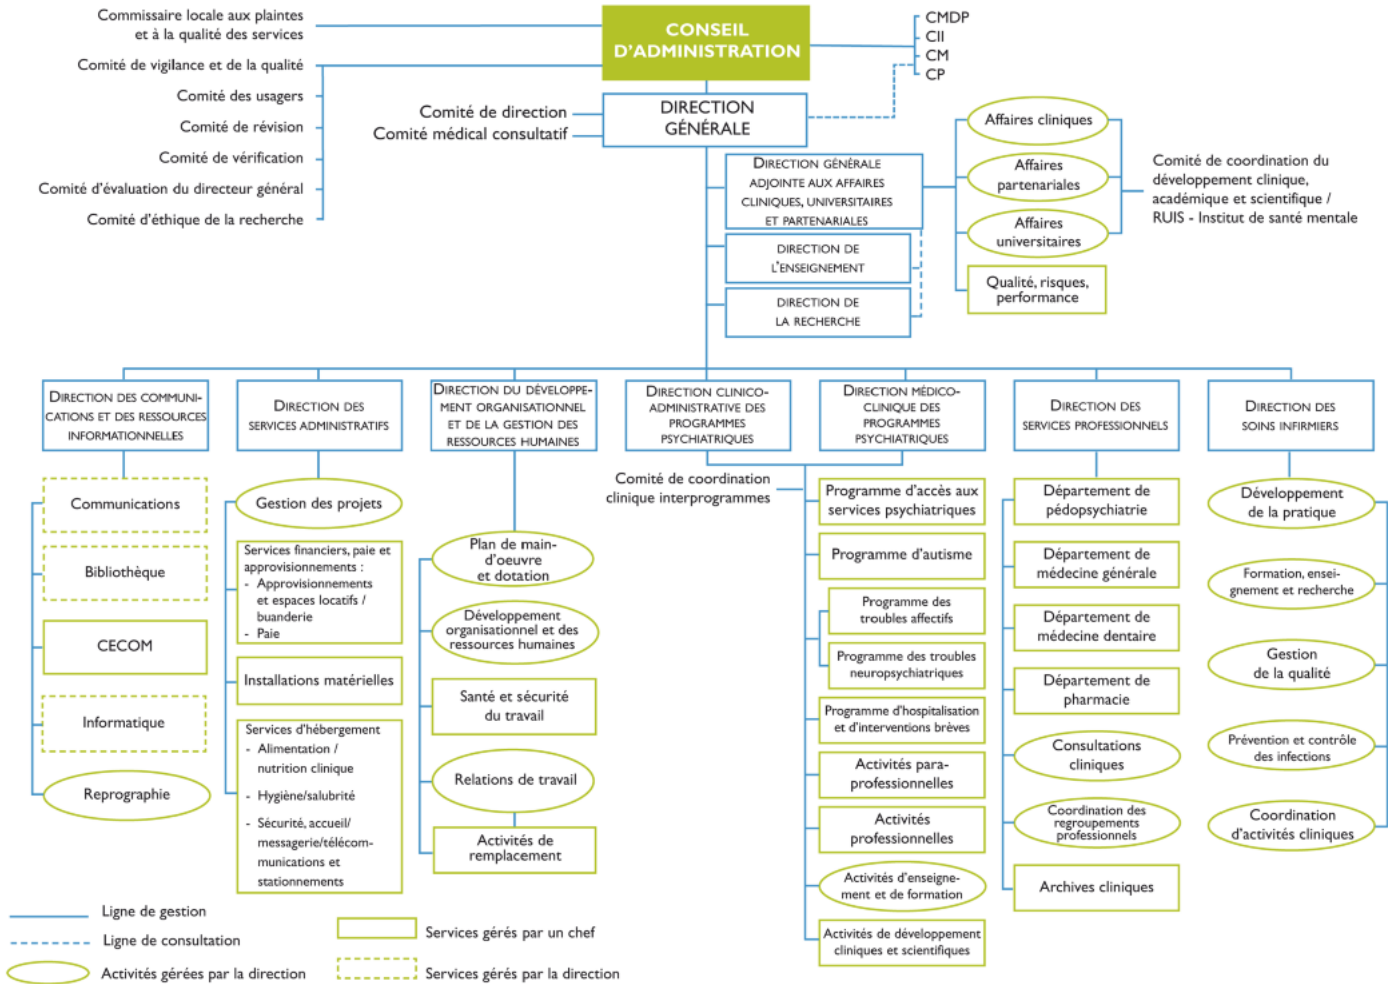 Commissaire locale aux plaintes
et à la qualité des services
Comité de vigilance et de la qualité
Comité des usagers
Comité de révision
Comité de vérification
Comité d'évaluation du directeur général
Comité d'éthique de la recherche
CONSEIL
D'ADMINISTRATION
CMDP
CII
CM
CP
Comité de direction
Comité médical consultatif
DIRECTION
GÉNÉRALE
DIRECTION GÉNÉRALE
ADJOINTE AUX AFFAIRES
CLINIQUES, UNIVERSITAIRES
ET PARTENARIALES
DIRECTION DE
L'ENSEIGNEMENT
DIRECTION DE
LA RECHERCHE
Affaires cliniques
Affaires
partenariales
Affaires
universitaires
Qualité, risques,
performance
Comité de coordination du
développement clinique,
académique et scientifique /
RUIS - Institut de santé mentale
DIRECTION DES COMMUNI-
CATIONS ET DES RESSOURCES
INFORMATIONNELLES
Communications
Bibliothèque
CECOM
Informatique
Reprographie
DIRECTION DES
SERVICES ADMINISTRATIFS
Gestion des projets
Services financiers, paie et
approvisionnements :
- Approvisionnements
et espaces locatifs /
buanderie
- Paie
Installations matérielles
Services d'hébergement
- Alimentation /
nutrition clinique
- Hygiène/salubrité
- Sécurité, accueil/
messagerie/télécom-
munications et
stationnements
DIRECTION DU DÉVELOPPE-
MENT ORGANISATIONNEL
ET DE LA GESTION DES
RESSOURCES HUMAINES
Plan de main-
d'oeuvre
et dotation
Développement
organisationnel et des
ressources humaines
Santé et sécurité
du travail
Relations de travail
Activités de
remplacement
DIRECTION CLINICO-
ADMINISTRATIVE DES
PROGRAMMES
PSYCHIATRIQUES
DIRECTION MÉDICO-
CLINIQUE DES
PROGRAMMES
PSYCHIATRIQUES
Comité de coordination
clinique interprogrammes
Programme d'accès aux
services psychiatriques
Programme d'autisme
Programme des
troubles affectifs
Programme des troubles
neuropsychiatriques
Programme d'hospitalisation
et d'interventions brèves
Activités para-
professionnelles
Activités
professionnelles
Activités d'enseigne-
ment et de formation
Activités de développement
cliniques et scientifiques
DIRECTION DES
SERVICES PROFESSIONNELS
Département de
pédopsychiatrie
Département de
médecine générale
Département de
médecine dentaire
Département de
pharmacie
Consultations
cliniques
Coordination des
regroupements
professionnels
Archives cliniques
DIRECTION DES
SOINS INFIRMIERS
Développement
de la pratique
Formation, ensei-
gnement et recherche
Gestion
de la qualité
Prévention et contrôle
des infections
Coordination
d'activités cliniques
Ligne de gestion
Ligne de consultation
Activités gérées par la direction
Services gérés par un chef
Services gérés par la direction